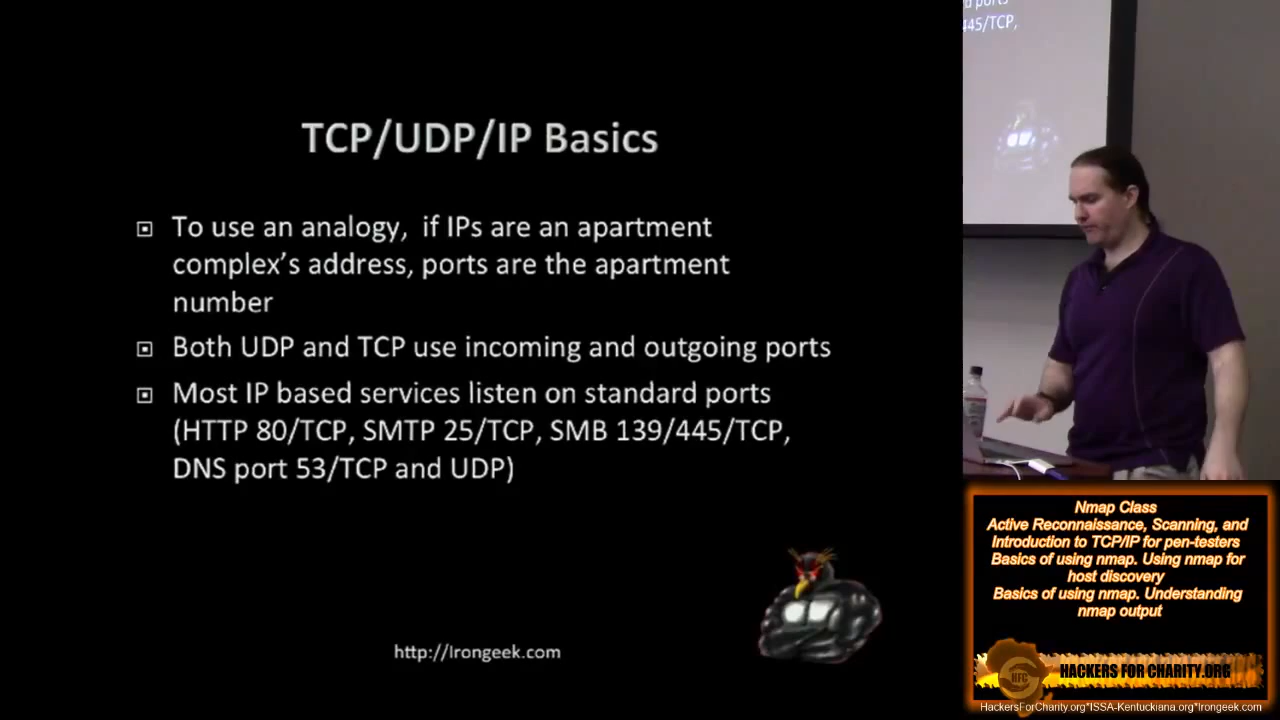 TCP/UDP/IP Basics
To use an analogy, if IPs are an apartment
complex's address, ports are the apartment
number
Both UDP and TCP use incoming and outgoing ports
Most IP based services listen on standard ports
(HTTP 80/TCP, SMTP 25/TCP, SMB 139/445/TCP,
DNS port 53/TCP and UDP)
http://Irongeek.com
ports
445/TCP,
Nmap Class
Active Reconnaissance, Scanning, and
Introduction to TCP/IP for pen-testers
Basics of using nmap. Using nmap for
host discovery
Basics of using nmap. Understanding
nmap output
HFC
HACKERS FOR CHARITY.ORG
HackersForCharity.org*ISSA-Kentuckiana.org*Irongeek.com